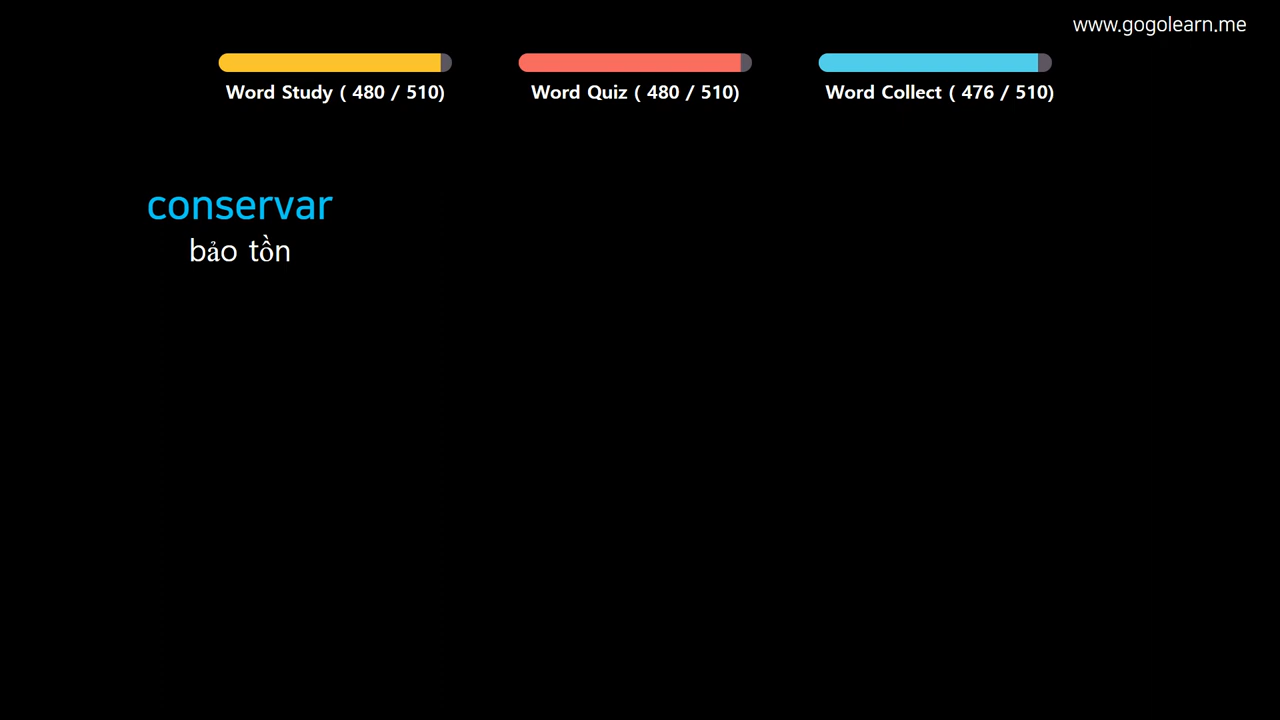 www.gogolearn.me
Word Study ( 480 / 510)
Word Quiz ( 480 / 510)
Word Collect ( 476 / 510)
conservar
bảo tồn